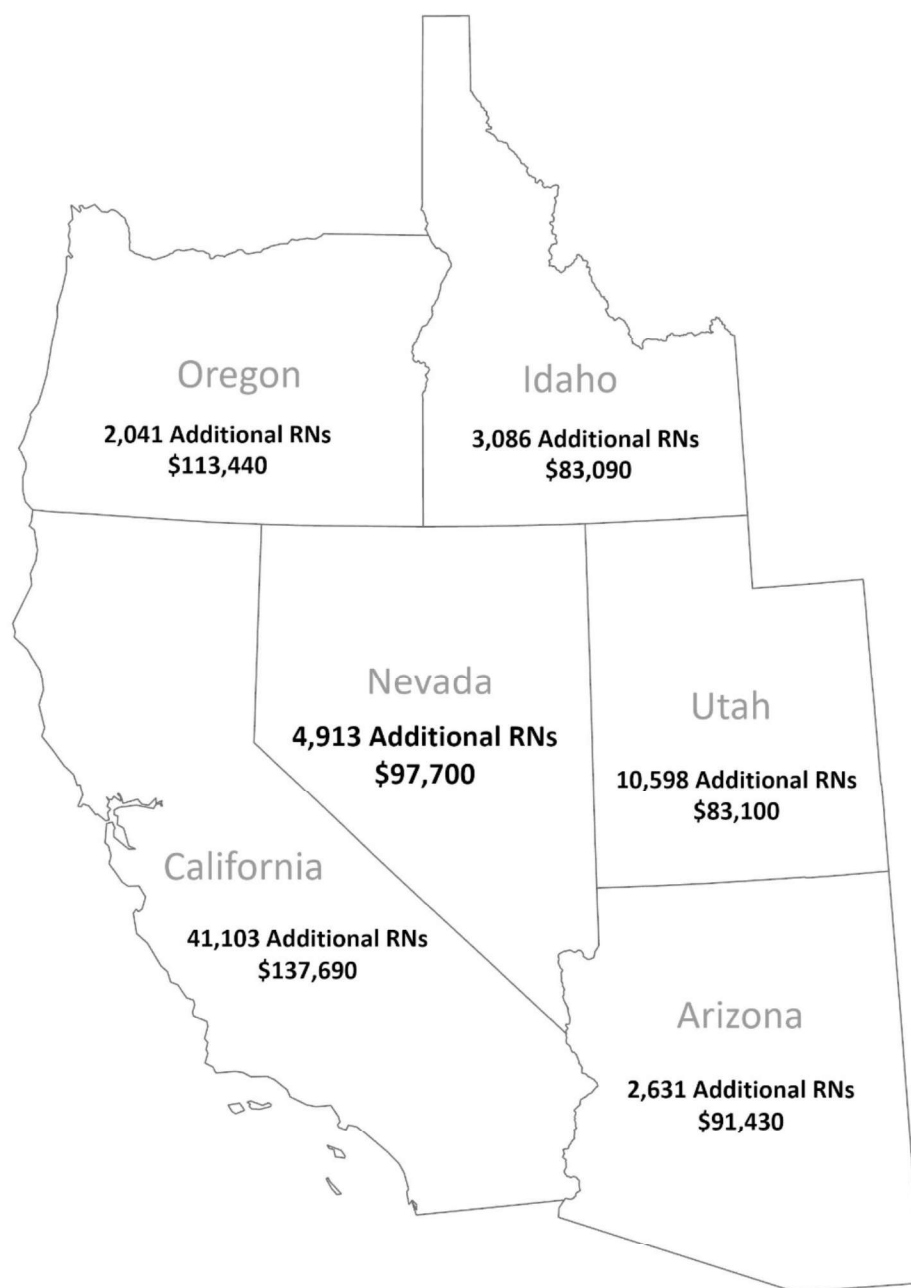 Oregon
2,041 Additional RNs
$113,440
Idaho
3,086 Additional RNs
$83,090
Nevada
4,913 Additional RNs
$97,700
Utah
10,598 Additional RNs
$83,100
California
41,103 Additional RNs
$137,690
Arizona
2,631 Additional RNs
$91,430